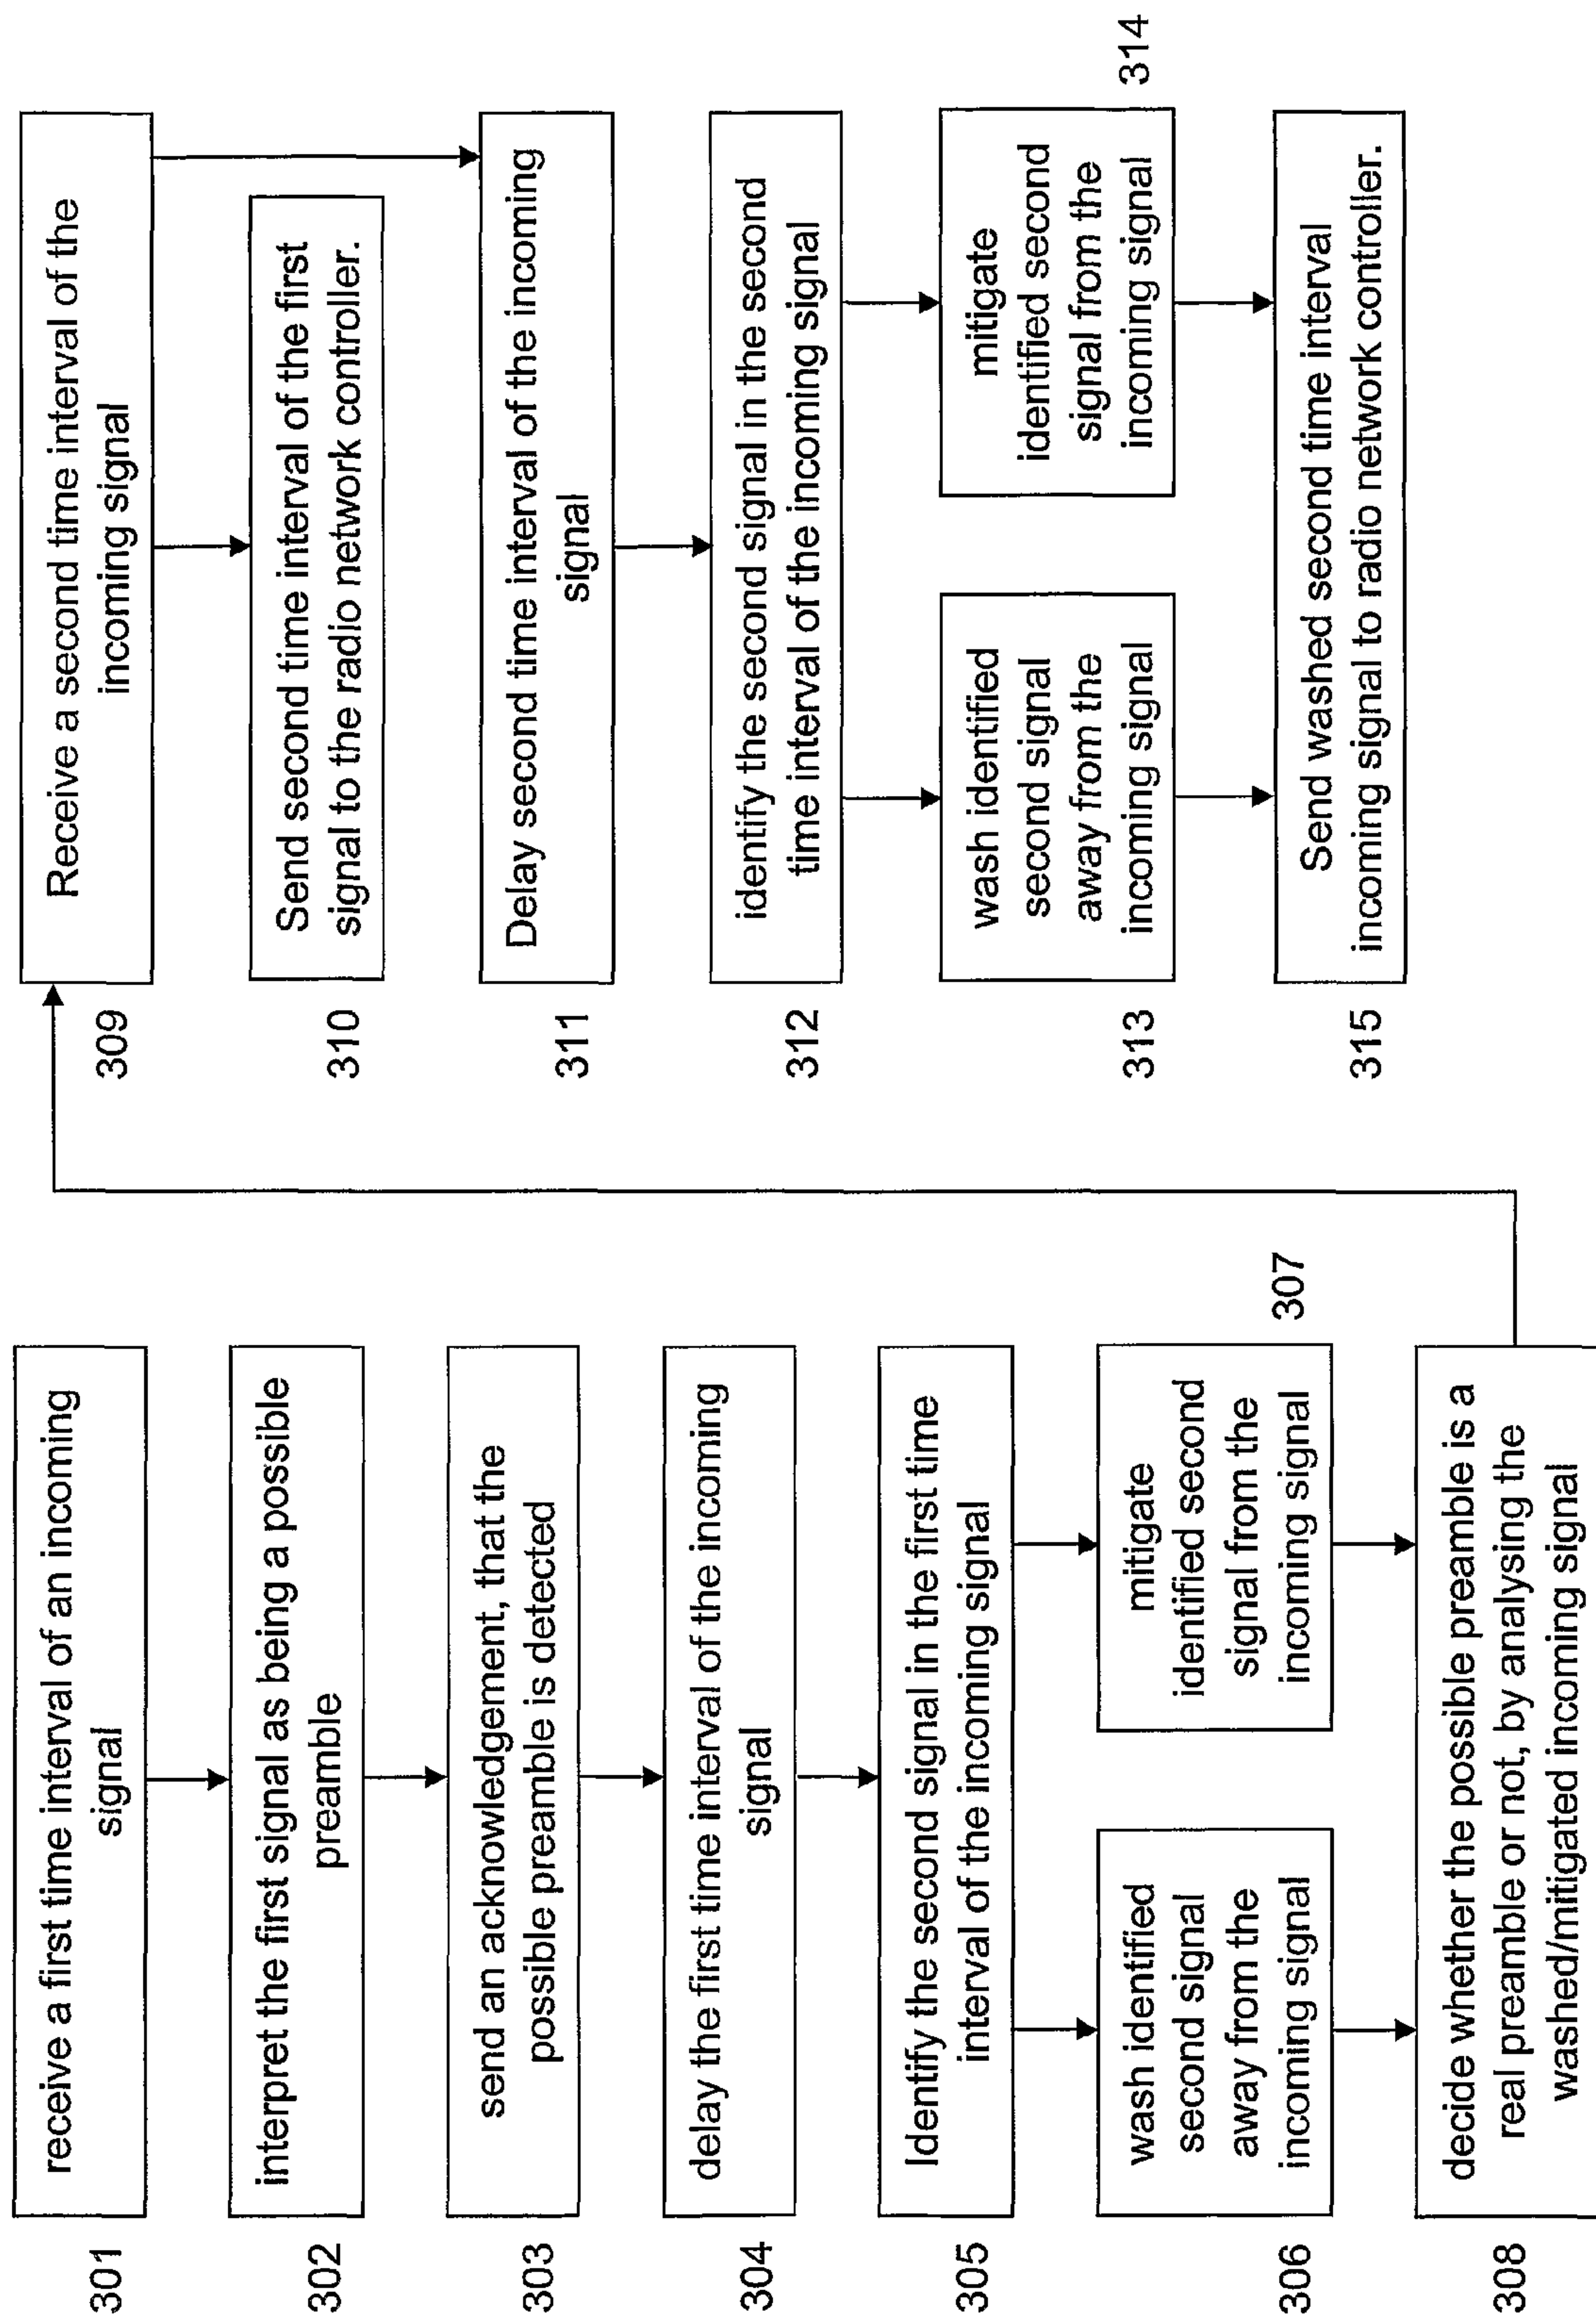 301
receive a first time interval of an incoming
signal
302
interpret the first signal as being a possible
preamble
303
send an acknowledgement, that the
possible preamble is detected
304
delay the first time interval of the incoming
signal
305
Identify the second signal in the first time
interval of the incoming signal
306
wash identified
second signal
away from the
incoming signal
mitigate
identified second
signal from the
incoming signal
307
308
decide whether the possible preamble is a
real preamble or not, by analysing the
washed/mitigated incoming signal
309
Receive a second time interval of the
incoming signal
310
Send second time interval of the first
signal to the radio network controller.
311
Delay second time interval of the incoming
signal
312
identify the second signal in the second
time interval of the incoming signal
313
wash identified
second signal
away from the
incoming signal
mitigate
identified second
signal from the
incoming signal
314
315
Send washed second time interval
incoming signal to radio network controller.